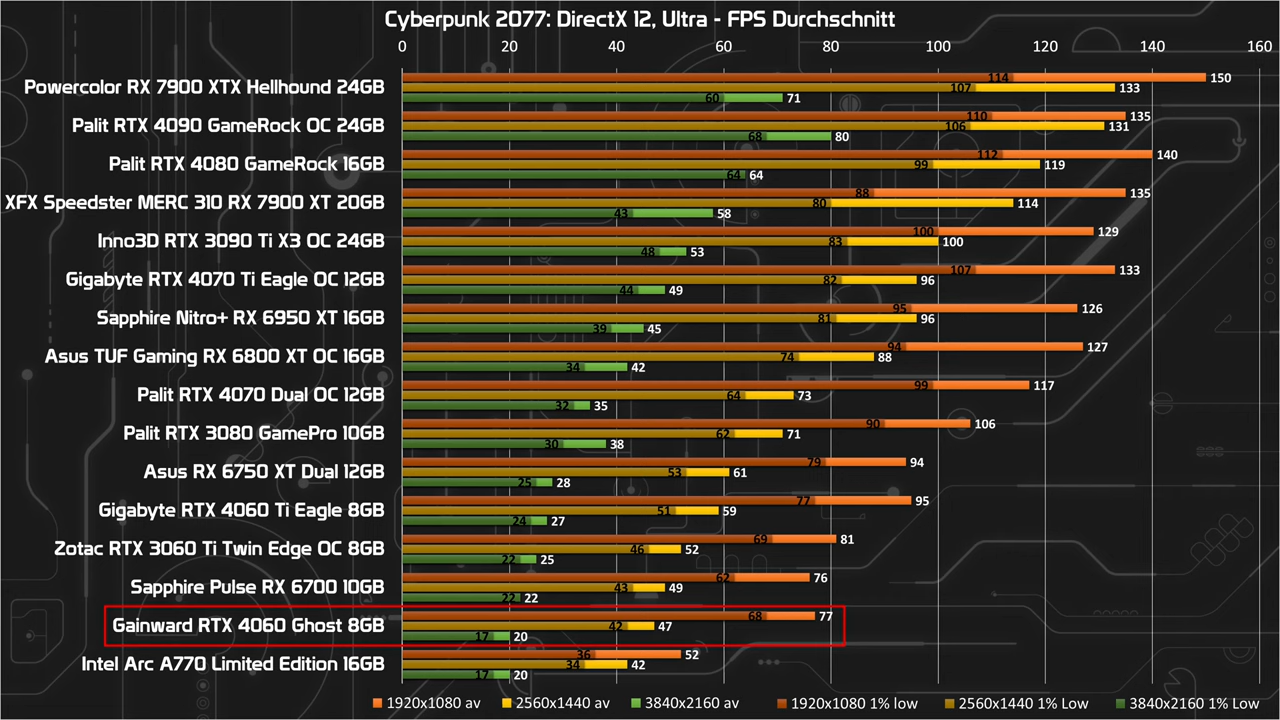 Cyberpunk 2077: DirectX 12, Ultra - FPS Durchschnitt
0 20 40 60 80 100 120 140 160
Powercolor RX 7900 XTX Hellhound 24GB
114 150
107 133
60 71
Palit RTX 4090 GameRock OC 24GB
110 135
106 131
68 80
Palit RTX 4080 GameRock 16GB
112 140
99 119
64 64
XFX Speedster MERC 310 RX 7900 XT 20GB
88 135
80 114
43 58
Inno3D RTX 3090 Ti X3 OC 24GB
100 129
83 100
48 53
Gigabyte RTX 4070 Ti Eagle OC 12GB
107 133
82 96
44 49
Sapphire Nitro+ RX 6950 XT 16GB
95 126
81 96
39 45
Asus TUF Gaming RX 6800 XT OC 16GB
94 127
74 88
34 42
Palit RTX 4070 Dual OC 12GB
99 117
64 73
32 35
Palit RTX 3080 GamePro 10GB
90 106
62 71
30 38
Asus RX 6750 XT Dual 12GB
79 94
53 61
25 28
Gigabyte RTX 4060 Ti Eagle 8GB
77 95
51 59
24 27
Zotac RTX 3060 Ti Twin Edge OC 8GB
69 81
46 52
22 25
Sapphire Pulse RX 6700 10GB
62 76
43 49
22 22
Gainward RTX 4060 Ghost 8GB
68 77
42 47
17 20
Intel Arc A770 Limited Edition 16GB
36 52
34 42
17 20
1920x1080 av 2560x1440 av 3840x2160 av 1920x1080 1% low 2560x1440 1% Low 3840x2160 1% Low